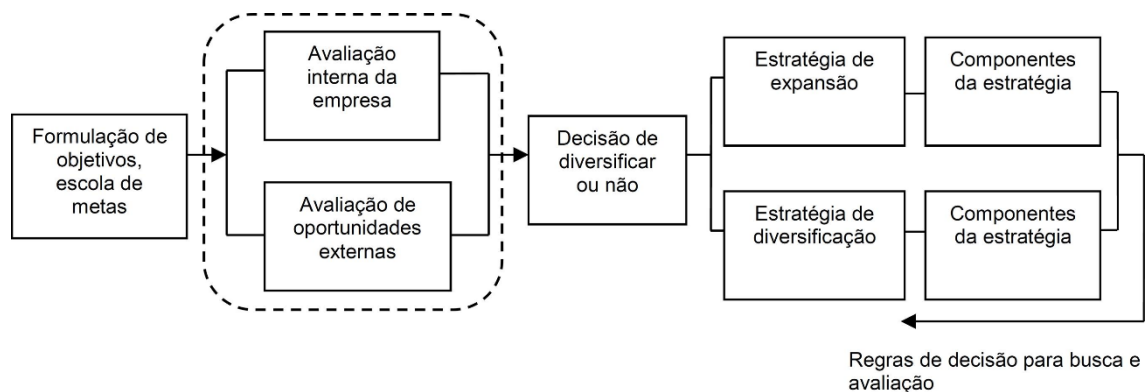 Formulação de
objetivos,
escola de
metas
Avaliação
interna da
empresa
Avaliação de
oportunidades
externas
Decisão de
diversificar
ou não
Estratégia de
expansão
Componentes
da estratégia
Estratégia de
diversificação
Componentes
da estratégia
Regras de decisão para busca e
avaliação